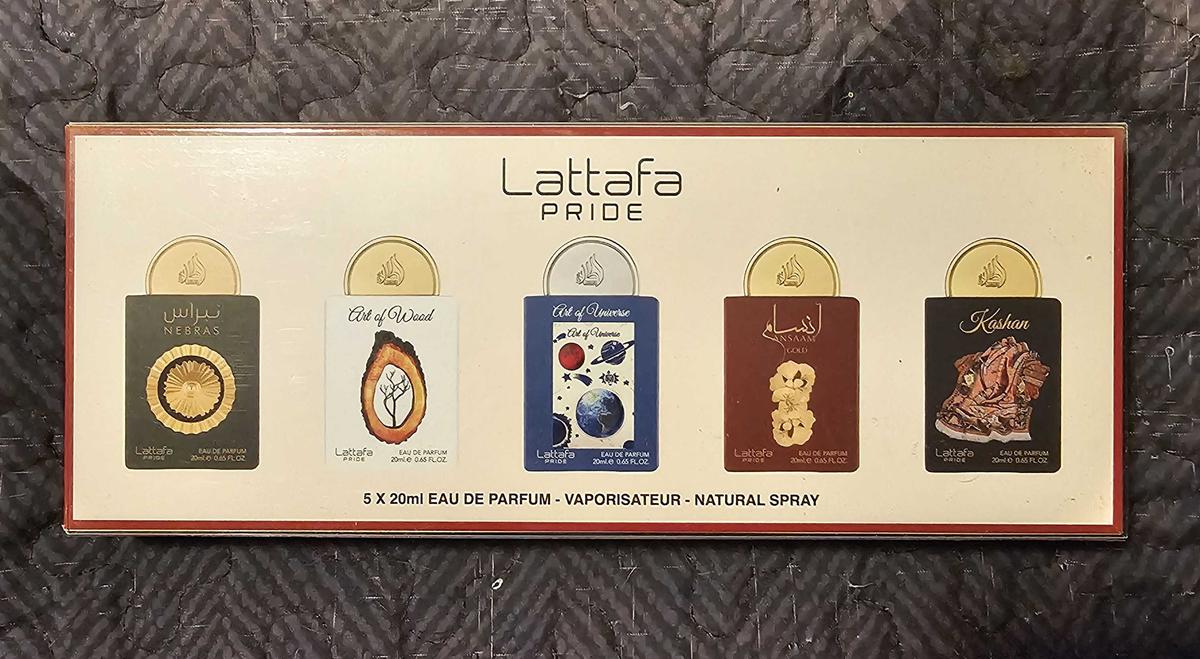 Lattafa
PRIDE
نبراس
NEBRAS
Lattafa
PRIDE
EAU DE PARFUM
20ml.e 0.65 FL.OZ.
Art of Wood
Lattafa
PRIDE
EAU DE PARFUM
20ml.e 0.65 FL.OZ.
Art of Universe
Art of Universe
Lattafa
PRIDE
EAU DE PARFUM
20ml.e 0.65 FL.OZ.
إنسام
ANSAAM
GOLD
Lattafa
PRIDE
EAU DE PARFUM
20ml.e 0.65 FL.OZ.
Kashan
Lattafa
PRIDE
EAU DE PARFUM
20ml.e 0.65 FL.OZ.
5 X 20ml EAU DE PARFUM - VAPORISATEUR - NATURAL SPRAY